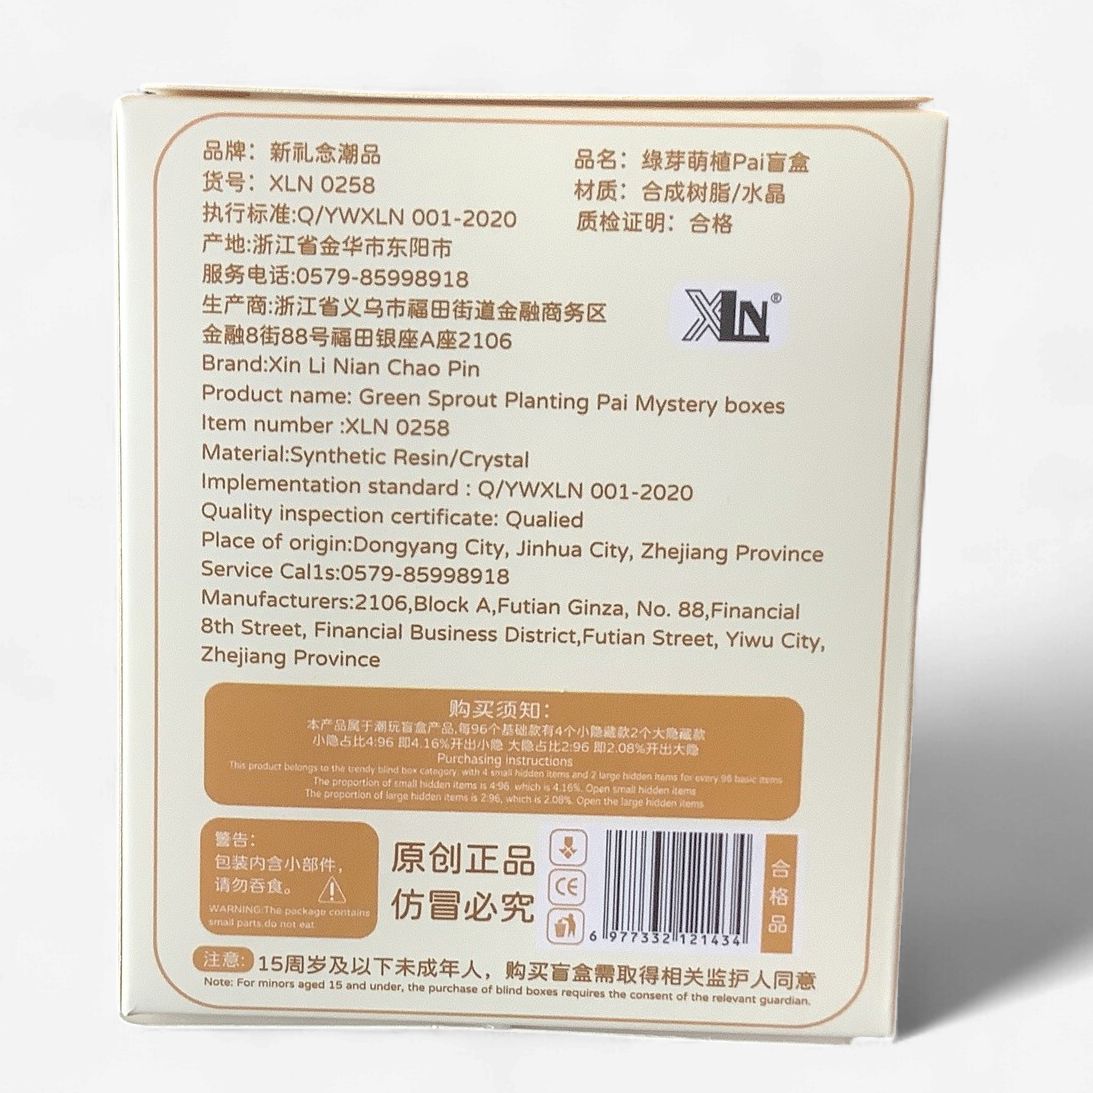 品牌：新礼念潮品
货号：XLN 0258
执行标准:Q/YWXLN 001-2020
产地:浙江省金华市东阳市
服务电话:0579-85998918
生产商:浙江省义乌市福田街道金融商务区
金融8街88号福田银座A座2106
品名：绿芽萌植Pai盲盒
材质：合成树脂/水晶
质检证明：合格
XLN®
Brand:Xin Li Nian Chao Pin
Product name: Green Sprout Planting Pai Mystery boxes
Item number :XLN 0258
Material:Synthetic Resin/Crystal
Implementation standard : Q/YWXLN 001-2020
Quality inspection certificate: Qualied
Place of origin:Dongyang City, Jinhua City, Zhejiang Province
Service Cal1s:0579-85998918
Manufacturers:2106,Block A,Futian Ginza, No. 88,Financial
8th Street, Financial Business District,Futian Street, Yiwu City,
Zhejiang Province
购买须知：
本产品属于潮玩盲盒产品,每96个基础款有4个小隐藏款2个大隐藏款
小隐占比4:96 即4.16%开出小隐 大隐占比2:96 即2.08%开出大隐
Purchasing instructions
This product belongs to the trendy blind box category, with 4 small hidden items and 2 large hidden items for every 96 basic items
The proportion of small hidden items is 4:96, which is 4.16%. Open small hidden items
The proportion of large hidden items is 2:96, which is 2.08%. Open the large hidden items
警告：
包装内含小部件，
请勿吞食。
WARNING:The package contains
small parts,do not eat
原创正品
仿冒必究
CE
6 977332 121434
合格品
注意: 15周岁及以下未成年人，购买盲盒需取得相关监护人同意
Note: For minors aged 15 and under, the purchase of blind boxes requires the consent of the relevant guardian.